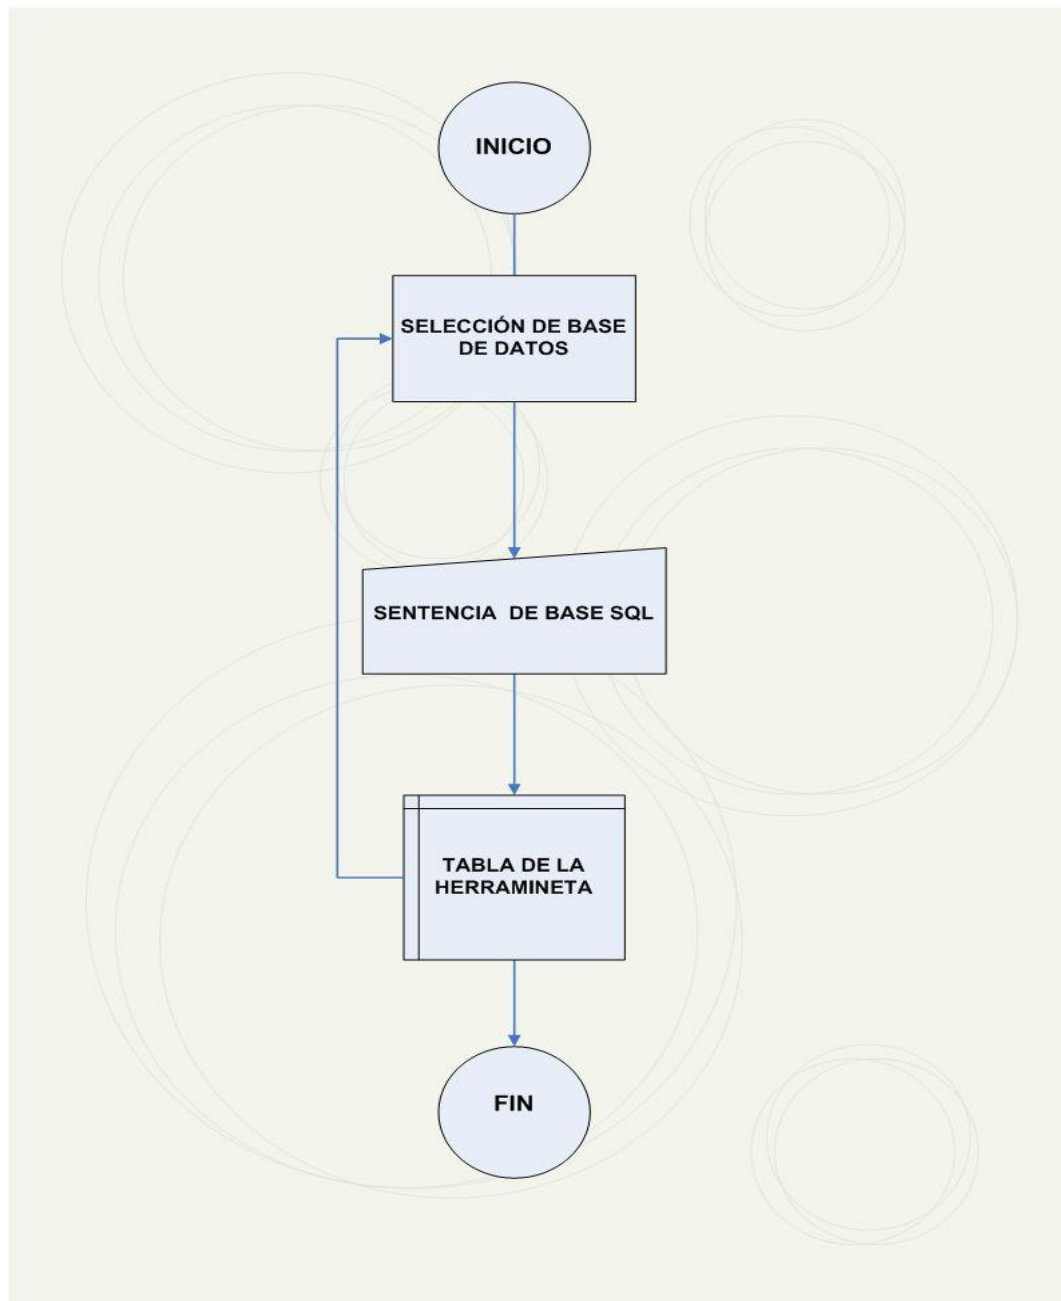 INICIO
SELECCIÓN DE BASE
DE DATOS
SENTENCIA DE BASE SQL
TABLA DE LA
HERRAMINETA
FIN